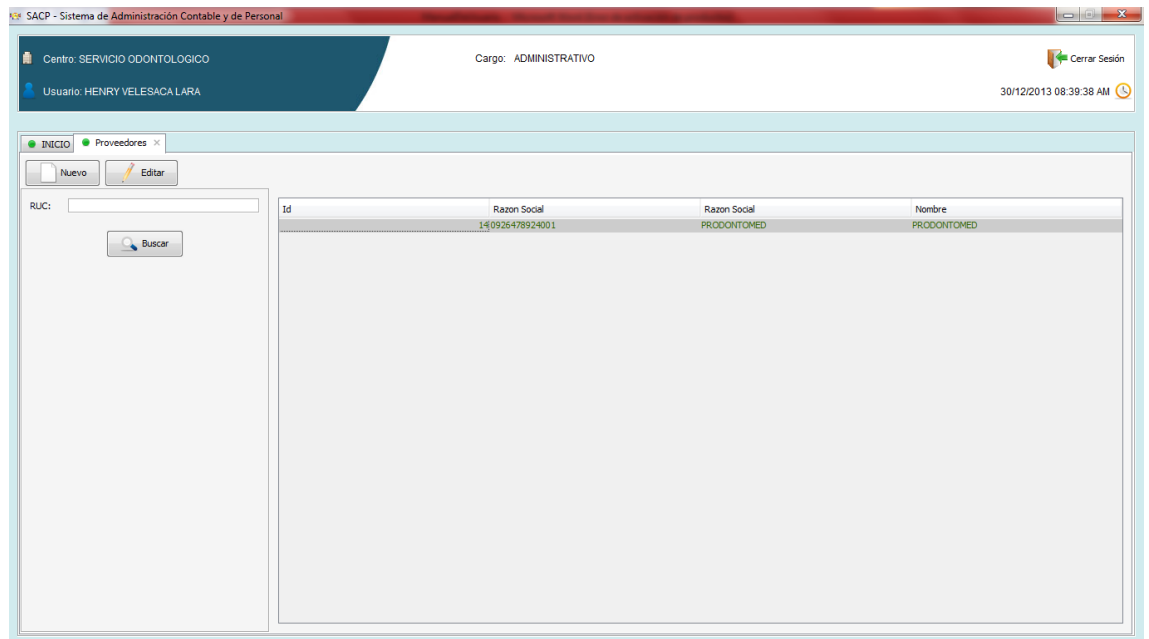 SACP - Sistema de Administración Contable y de Personal
Centro: SERVICIO ODONTOLOGICO
Cargo: ADMINISTRATIVO
Cerrar Sesión
Usuario: HENRY VELESACA LARA
30/12/2013 08:39:38 AM
INICIO Proveedores
Nuevo Editar
RUC:
Buscar
Id Razon Social Razon Social Nombre
14 0926478924001 PRODONTOMED PRODONTOMED